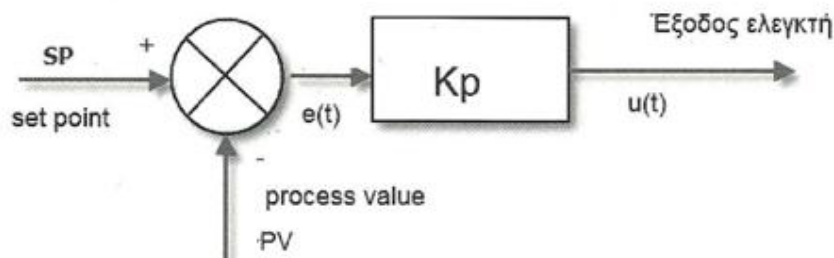 Έξοδος ελεγκτή
SP
+
Kp
set point
e(t)
u(t)
-
process value
PV